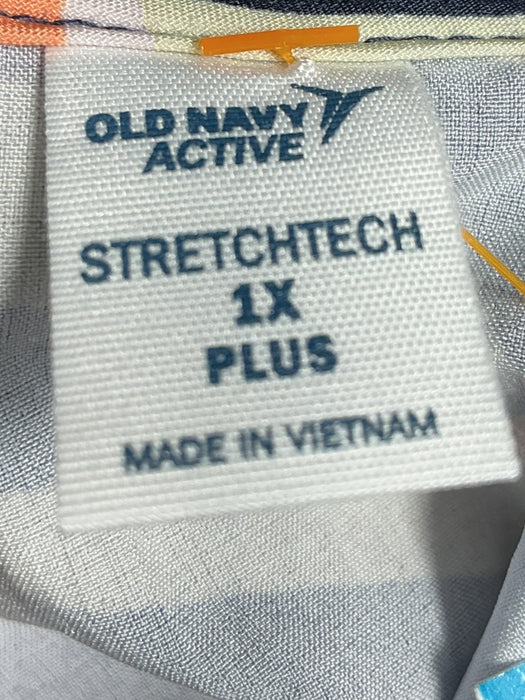 OLD NAVY
ACTIVE
STRETCHTECH
1X
PLUS
MADE IN VIETNAM